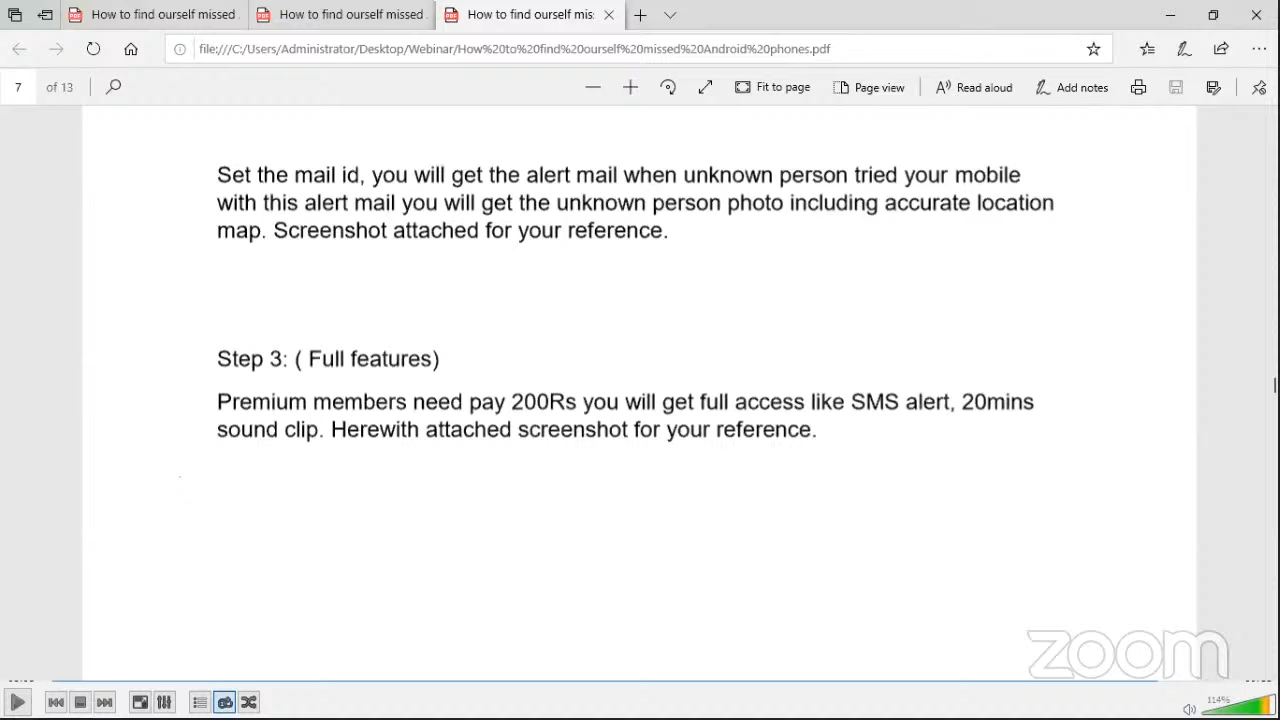 How to find ourself missed
How to find ourself missed
How to find ourself mis
file:///C:/Users/Administrator/Desktop/Webinar/How%20to%20find%20ourself%20missed%20Android%20phones.pdf
7 of 13
Fit to page
Page view
Read aloud
Add notes
Set the mail id, you will get the alert mail when unknown person tried your mobile
with this alert mail you will get the unknown person photo including accurate location
map. Screenshot attached for your reference.
Step 3: ( Full features)
Premium members need pay 200Rs you will get full access like SMS alert, 20mins
sound clip. Herewith attached screenshot for your reference.
zoom
114%